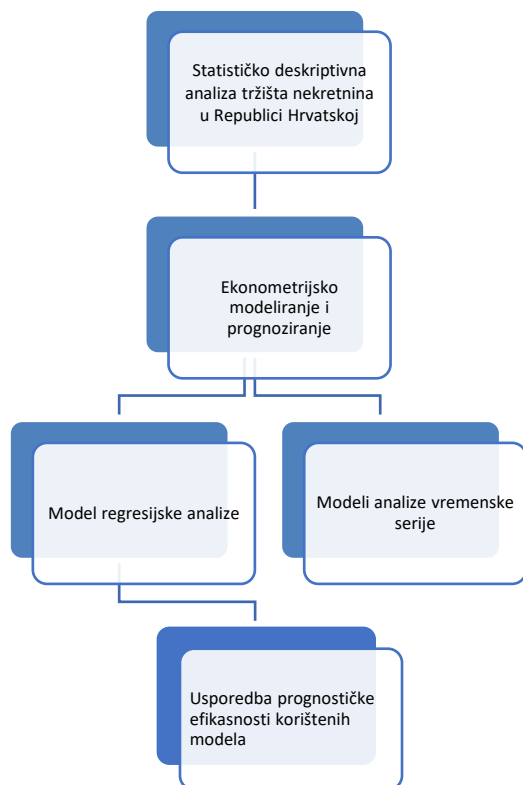 Statističko deskriptivna
analiza tržišta nekretnina
u Republici Hrvatskoj
Ekonometrijsko
modeliranje i
prognoziranje
Model regresijske analize
Modeli analize vremenske
serije
Usporedba prognostičke
efikasnosti korištenih
modela